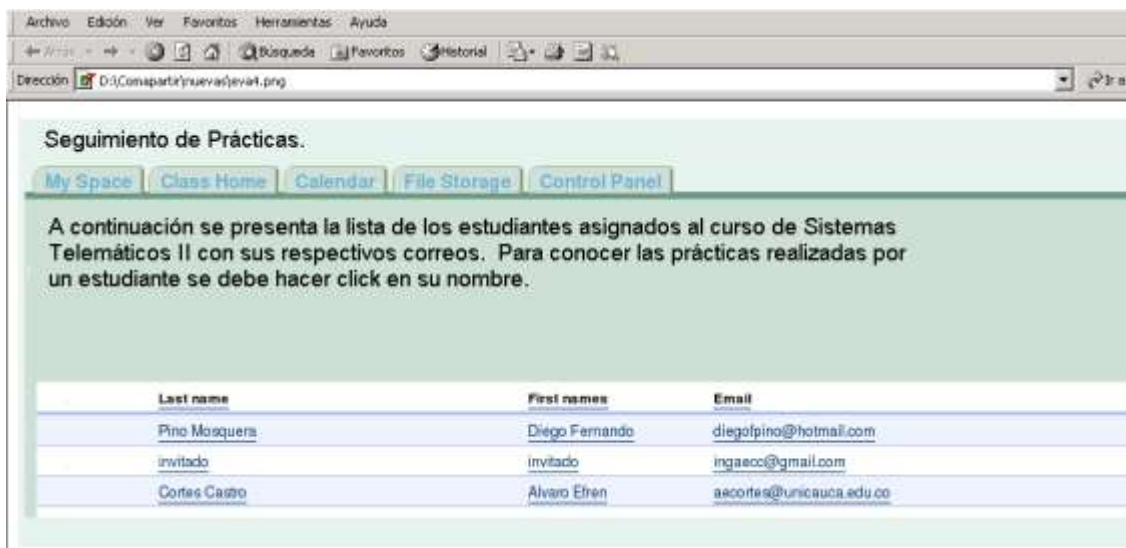 Archivo Edición Ver Favoritos Herramientas Ayuda
Atrás Búsqueda Favoritos Historial
Dirección D:\Comapartir\nuevas\eva4.png Ir a
Seguimiento de Prácticas.
My Space Class Home Calendar File Storage Control Panel
A continuación se presenta la lista de los estudiantes asignados al curso de Sistemas
Telemáticos II con sus respectivos correos. Para conocer las prácticas realizadas por
un estudiante se debe hacer click en su nombre.
Last name First names Email
Pino Mosquera Diego Fernando diegofpino@hotmail.com
invitado invitado ingaecc@gmail.com
Cortes Castro Alvaro Efren aecortes@unicauca.edu.co